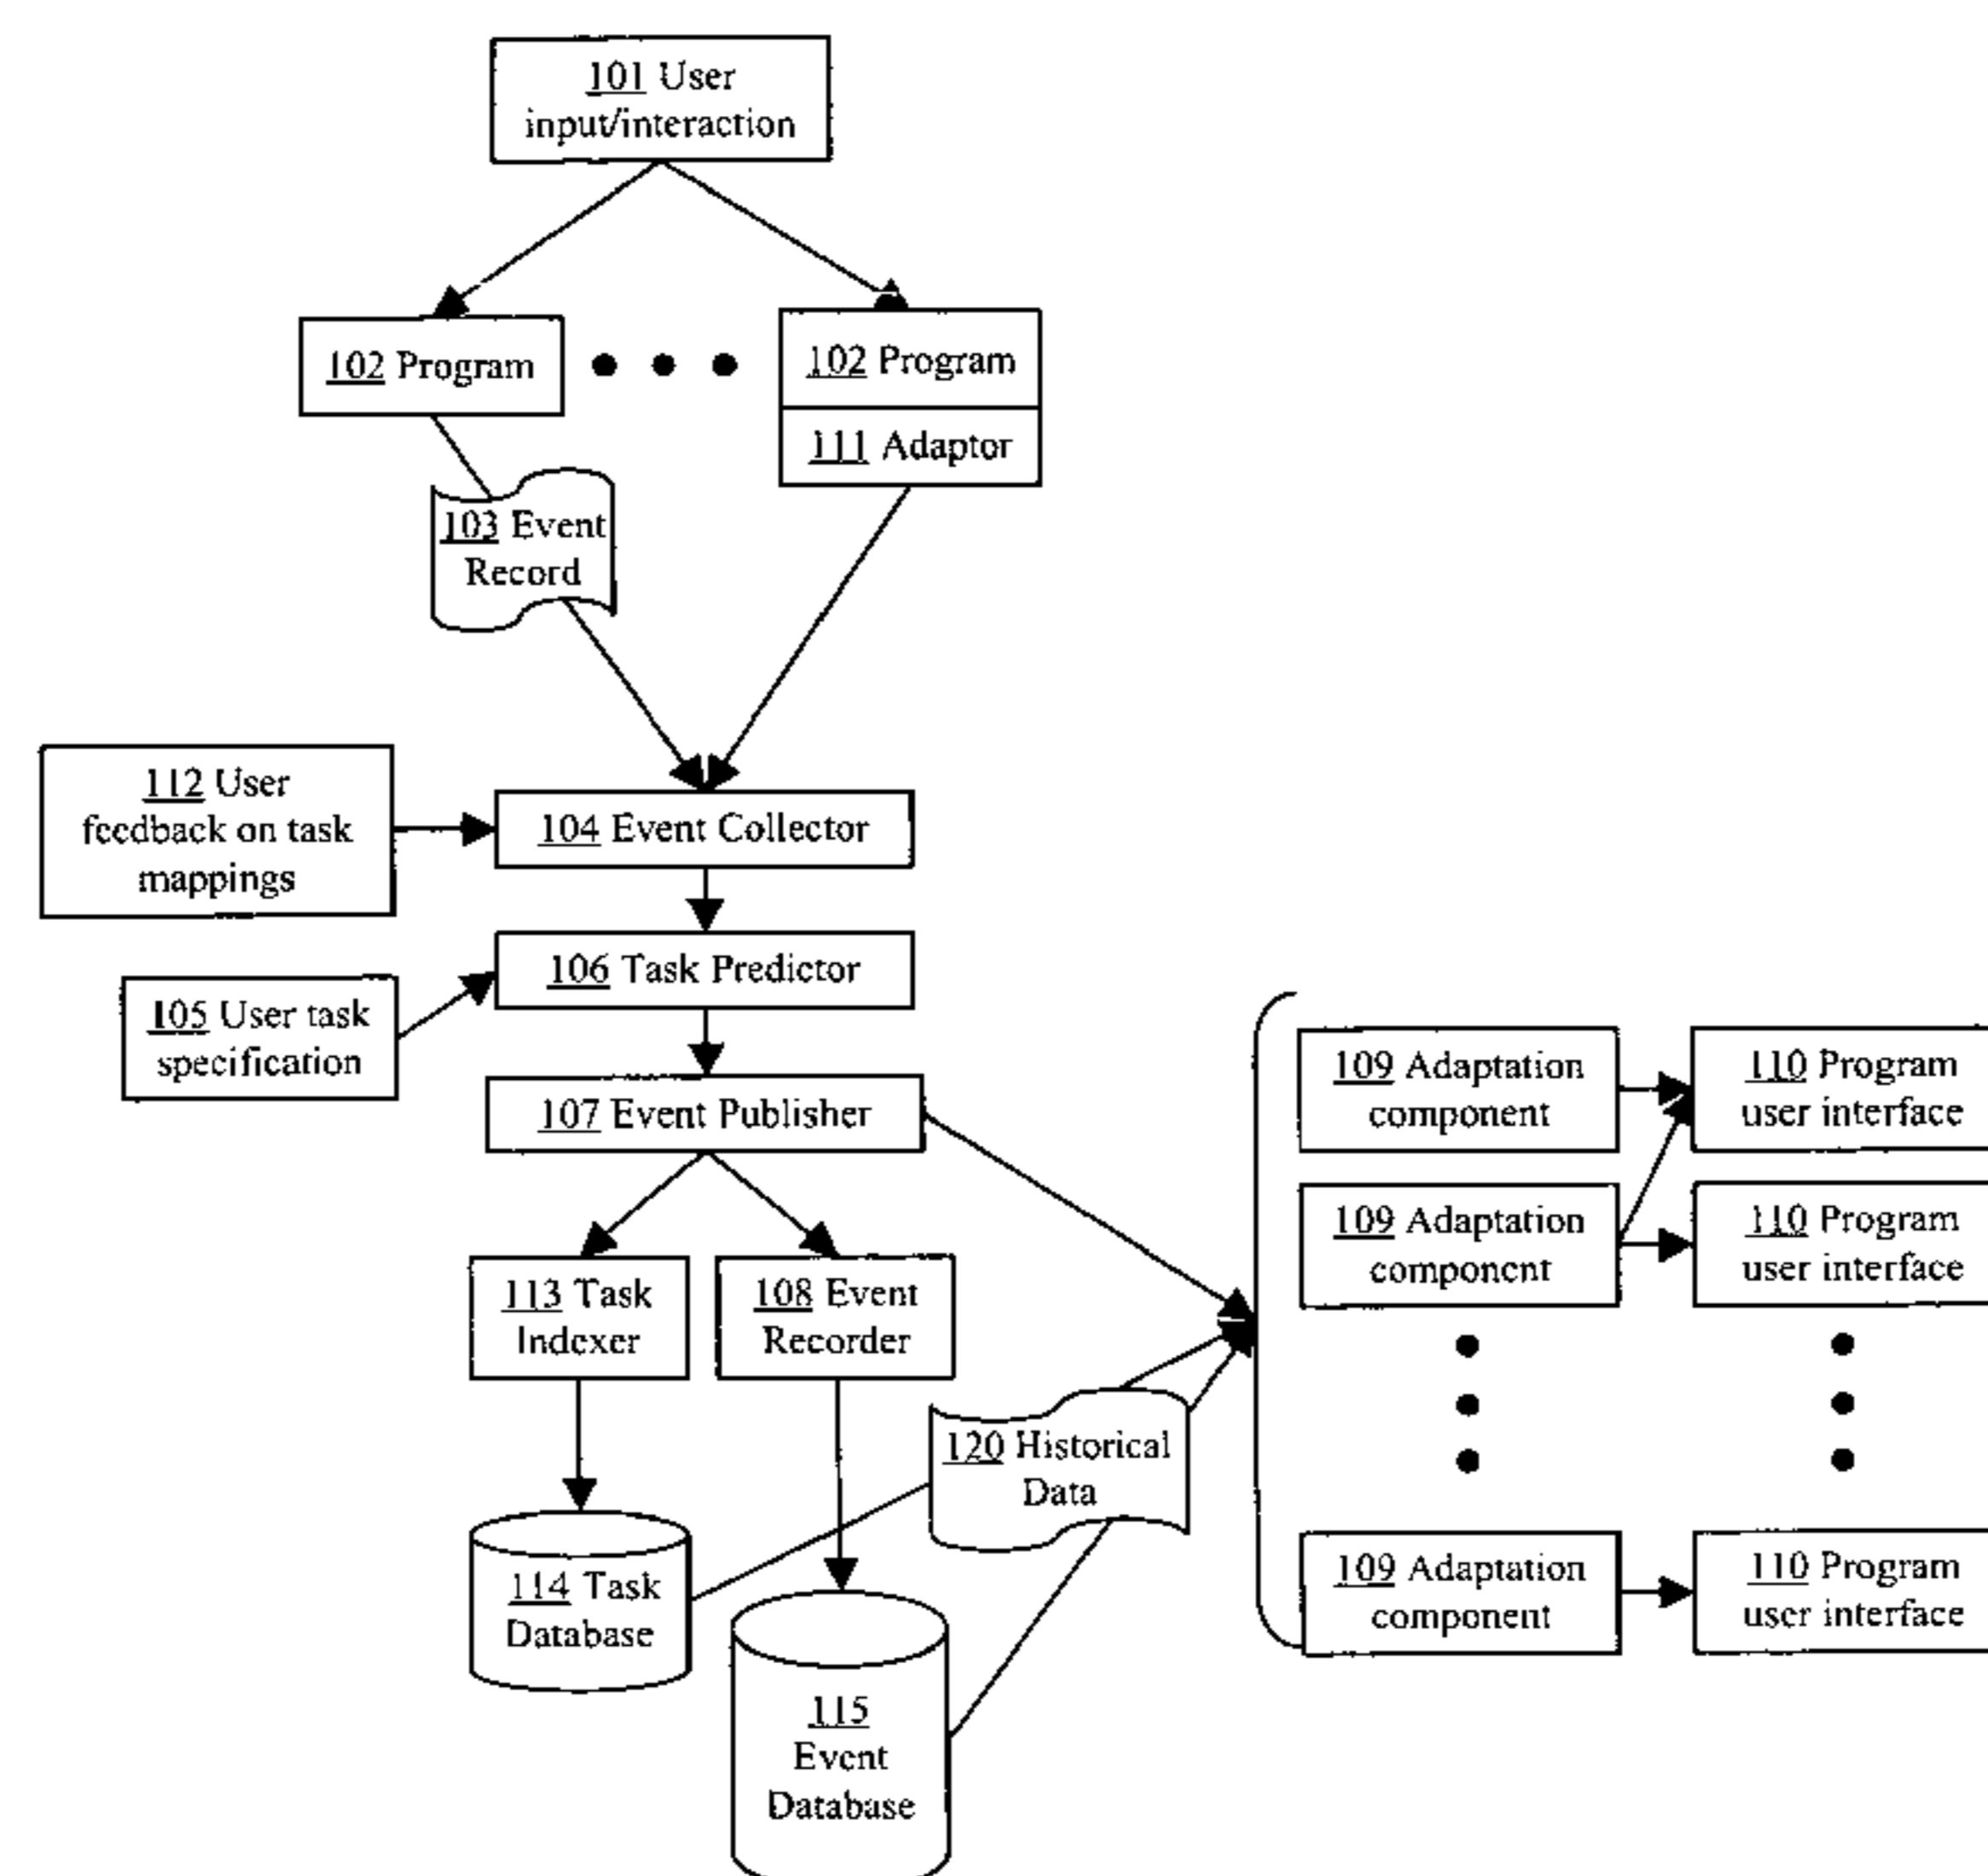 101 User
input/interaction
102 Program
102 Program
111 Adaptor
103 Event
Record
112 User
feedback on task
mappings
104 Event Collector
106 Task Predictor
105 User task
specification
107 Event Publisher
109 Adaptation
component
110 Program
user interface
109 Adaptation
component
110 Program
user interface
113 Task
Indexer
108 Event
Recorder
120 Historical
Data
114 Task
Database
109 Adaptation
component
110 Program
user interface
115
Event
Database